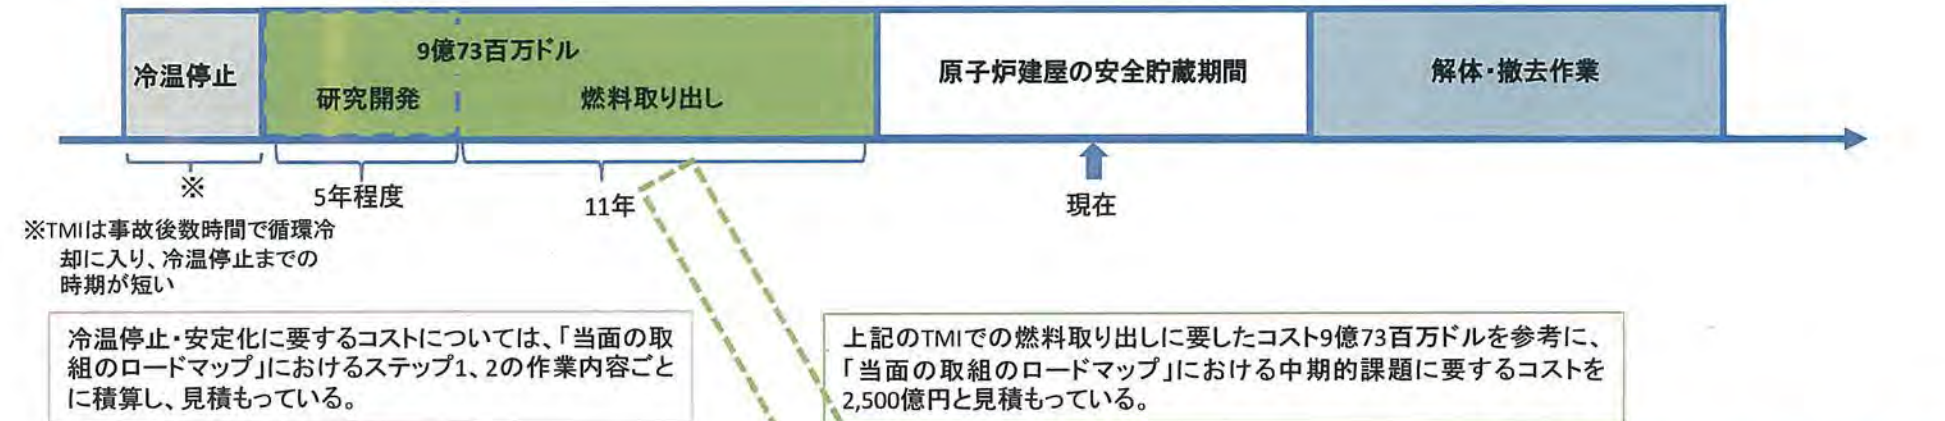 冷温停止
9億73百万ドル
研究開発
燃料取り出し
原子炉建屋の安全貯蔵期間
解体・撤去作業
※
5年程度
11年
現在
※TMIは事故後数時間で循環冷
却に入り、冷温停止までの
時期が短い
冷温停止・安定化に要するコストについては、「当面の取
組のロードマップ」におけるステップ1、2の作業内容ごと
に積算し、見積もっている。
上記のTMIでの燃料取り出しに要したコスト9億73百万ドルを参考に、
「当面の取組のロードマップ」における中期的課題に要するコストを
2,500億円と見積もっている。